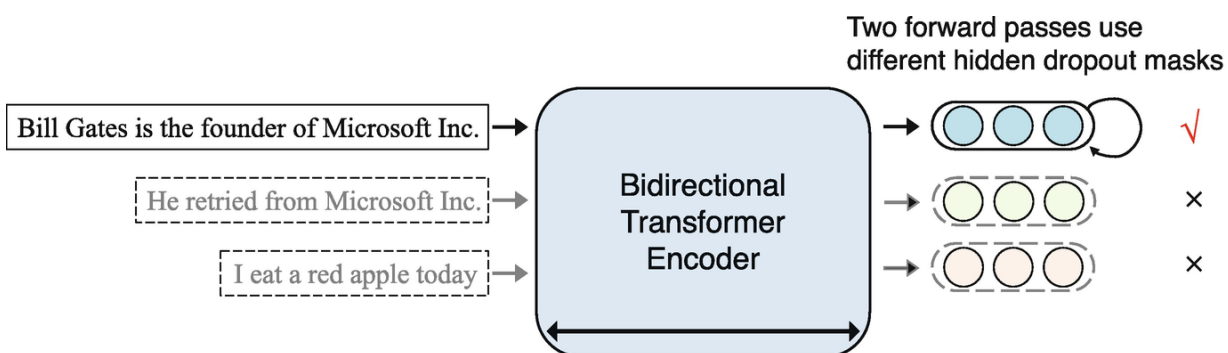 Two forward passes use
different hidden dropout masks
Bill Gates is the founder of Microsoft Inc.
√
He retried from Microsoft Inc.
×
I eat a red apple today
×
Bidirectional
Transformer
Encoder